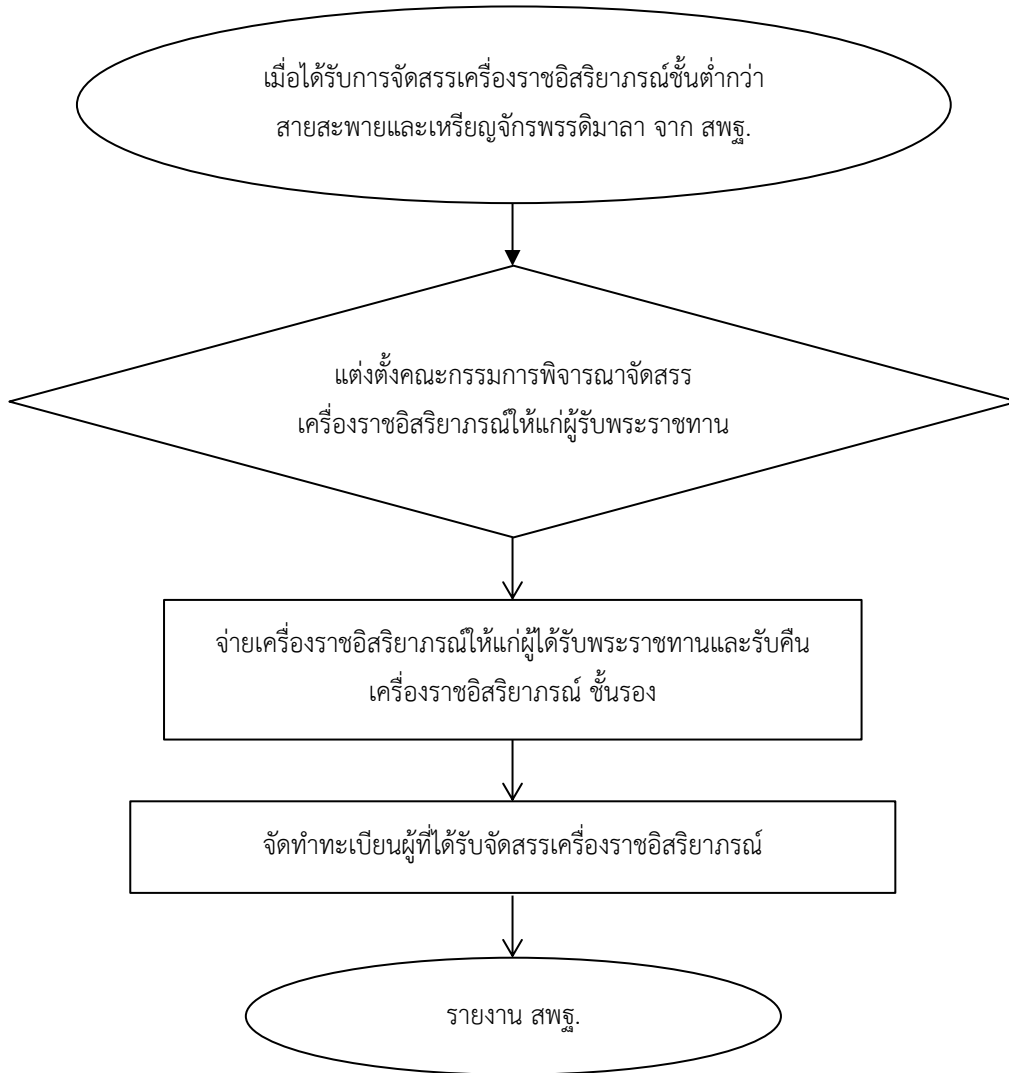 เมื่อได้รับการจัดสรรเครื่องราชอิสริยาภรณ์ชั้นต่ำกว่า
สายสะพายและเหรียญจักรพรรดิมาลา จาก สพฐ.
แต่งตั้งคณะกรรมการพิจารณาจัดสรร
เครื่องราชอิสริยาภรณ์ให้แก่ผู้รับพระราชทาน
จ่ายเครื่องราชอิสริยาภรณ์ให้แก่ผู้ได้รับพระราชทานและรับคืน
เครื่องราชอิสริยาภรณ์ ชั้นรอง
จัดทำทะเบียนผู้ที่ได้รับจัดสรรเครื่องราชอิสริยาภรณ์
รายงาน สพฐ.